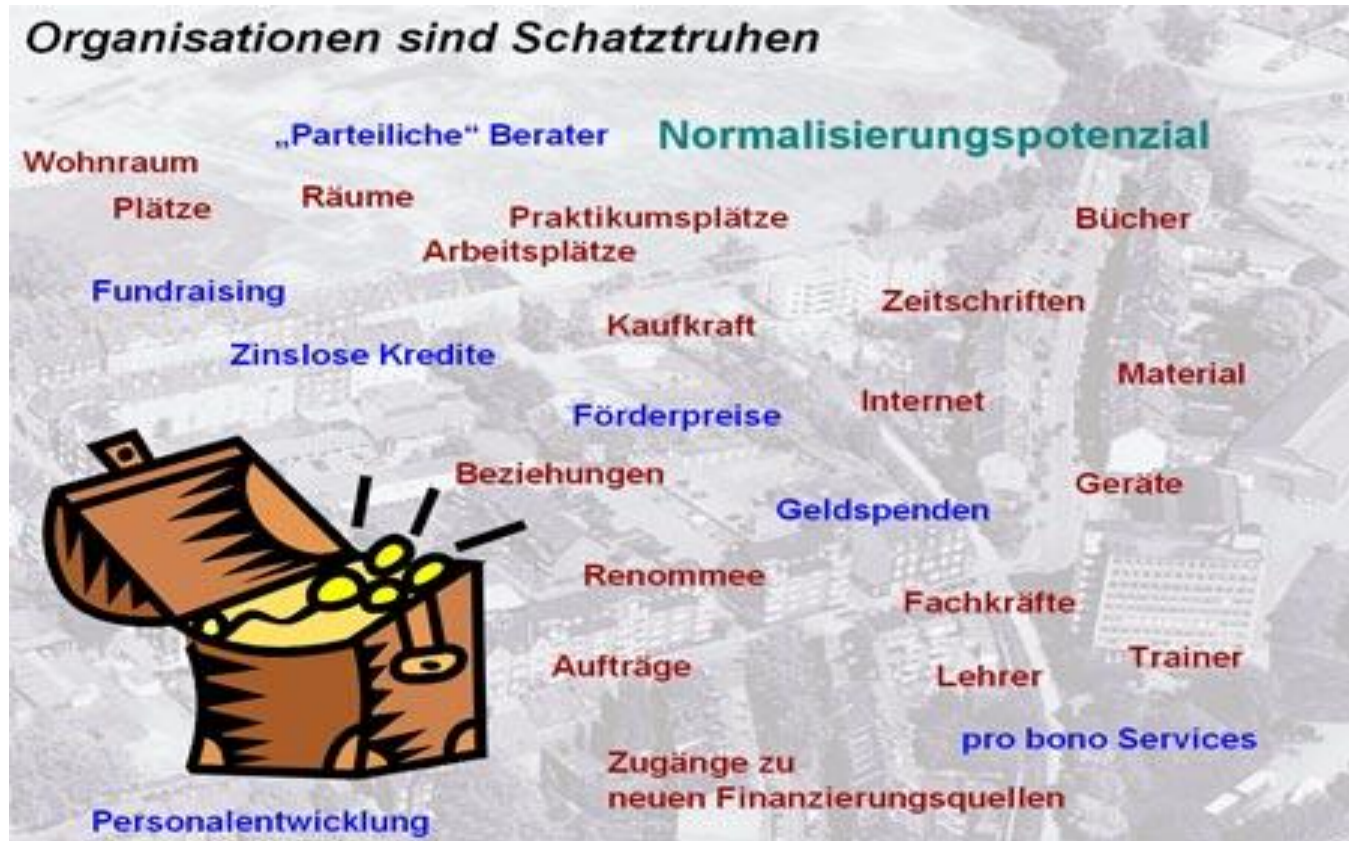 Organisationen sind Schatztruhen
„Parteiliche“ Berater
Normalisierungspotenzial
Wohnraum
Plätze
Räume
Praktikumsplätze
Bücher
Arbeitsplätze
Fundraising
Zeitschriften
Kaufkraft
Zinslose Kredite
Material
Internet
Förderpreise
Beziehungen
Geräte
Geldspenden
Renommee
Fachkräfte
Aufträge
Lehrer
Trainer
pro bono Services
Zugänge zu
neuen Finanzierungsquellen
Personalentwicklung